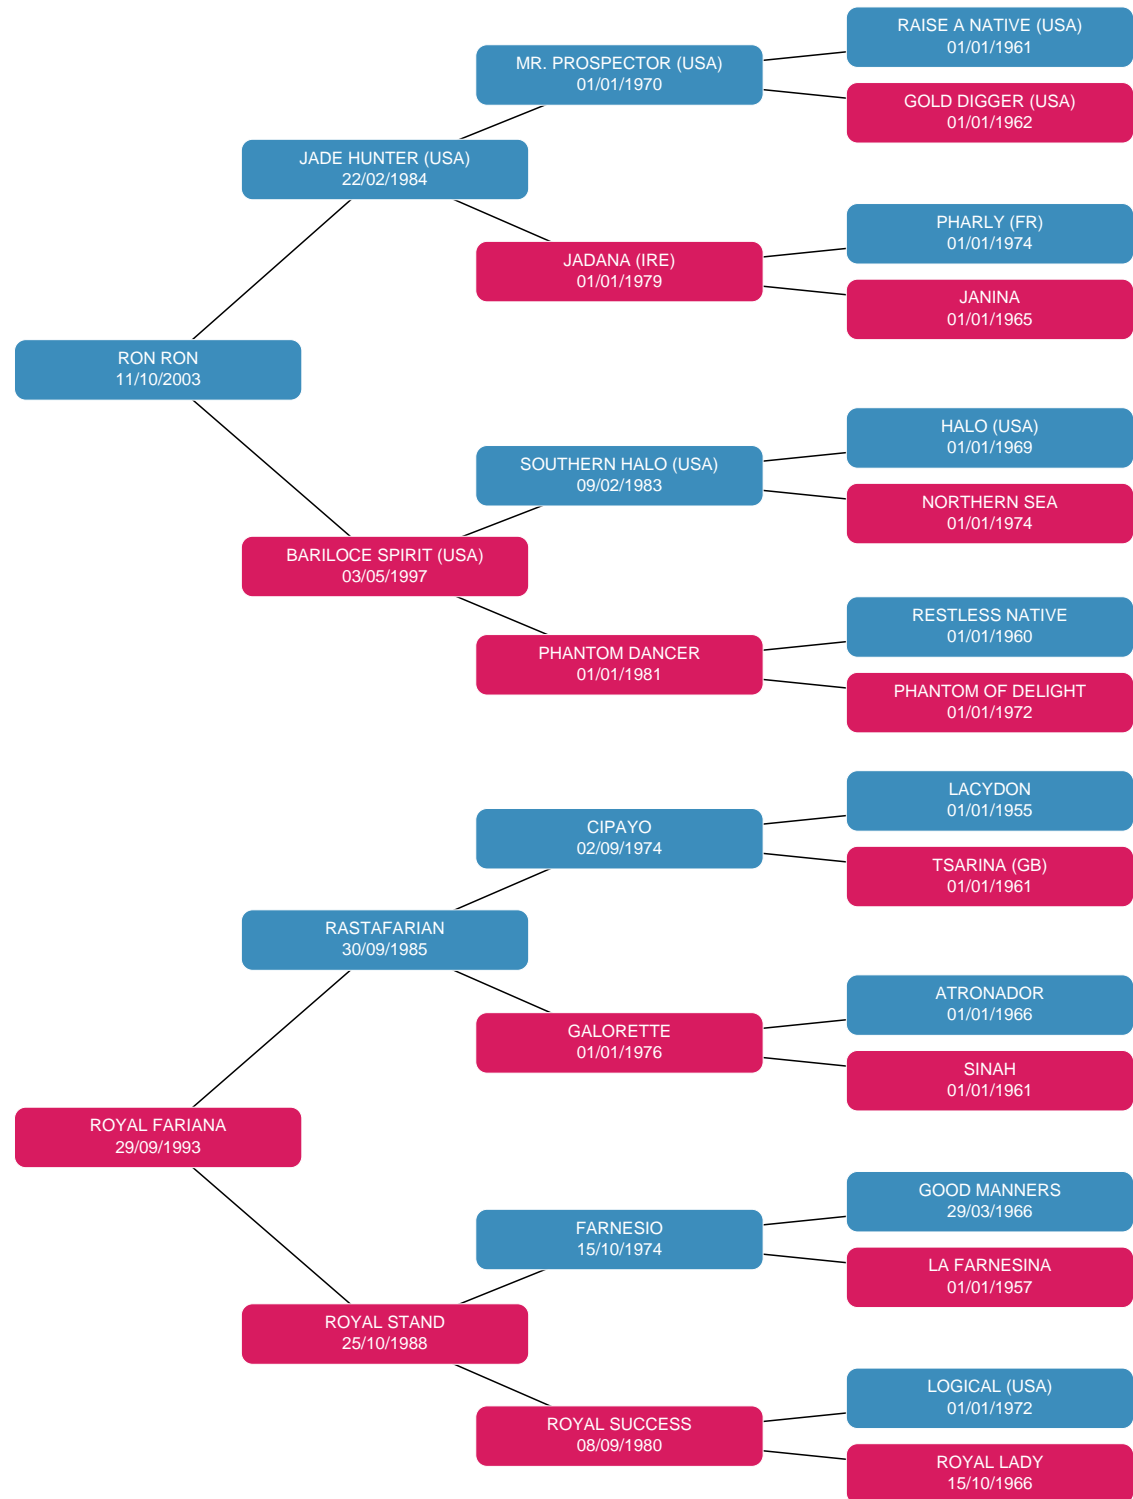 RAISE A NATIVE (USA)
01/01/1961
MR. PROSPECTOR (USA)
01/01/1970
GOLD DIGGER (USA)
01/01/1962
JADE HUNTER (USA)
22/02/1984
PHARLY (FR)
01/01/1974
JADANA (IRE)
01/01/1979
JANINA
01/01/1965
RON RON
11/10/2003
HALO (USA)
01/01/1969
SOUTHERN HALO (USA)
09/02/1983
NORTHERN SEA
01/01/1974
BARILOCE SPIRIT (USA)
03/05/1997
RESTLESS NATIVE
01/01/1960
PHANTOM DANCER
01/01/1981
PHANTOM OF DELIGHT
01/01/1972
LACYDON
01/01/1955
CIPAYO
02/09/1974
TSARINA (GB)
01/01/1961
RASTAFARIAN
30/09/1985
ATRONADOR
01/01/1966
GALORETTE
01/01/1976
SINAH
01/01/1961
ROYAL FARIANA
29/09/1993
GOOD MANNERS
29/03/1966
FARNESIO
15/10/1974
LA FARNESINA
01/01/1957
ROYAL STAND
25/10/1988
LOGICAL (USA)
01/01/1972
ROYAL SUCCESS
08/09/1980
ROYAL LADY
15/10/1966